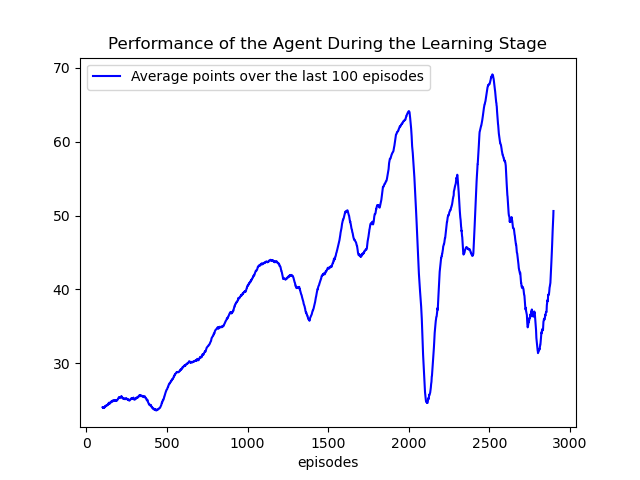 Performance of the Agent During the Learning Stage
Average points over the last 100 episodes
70
60
50
40
30
0 500 1000 1500 2000 2500 3000
episodes